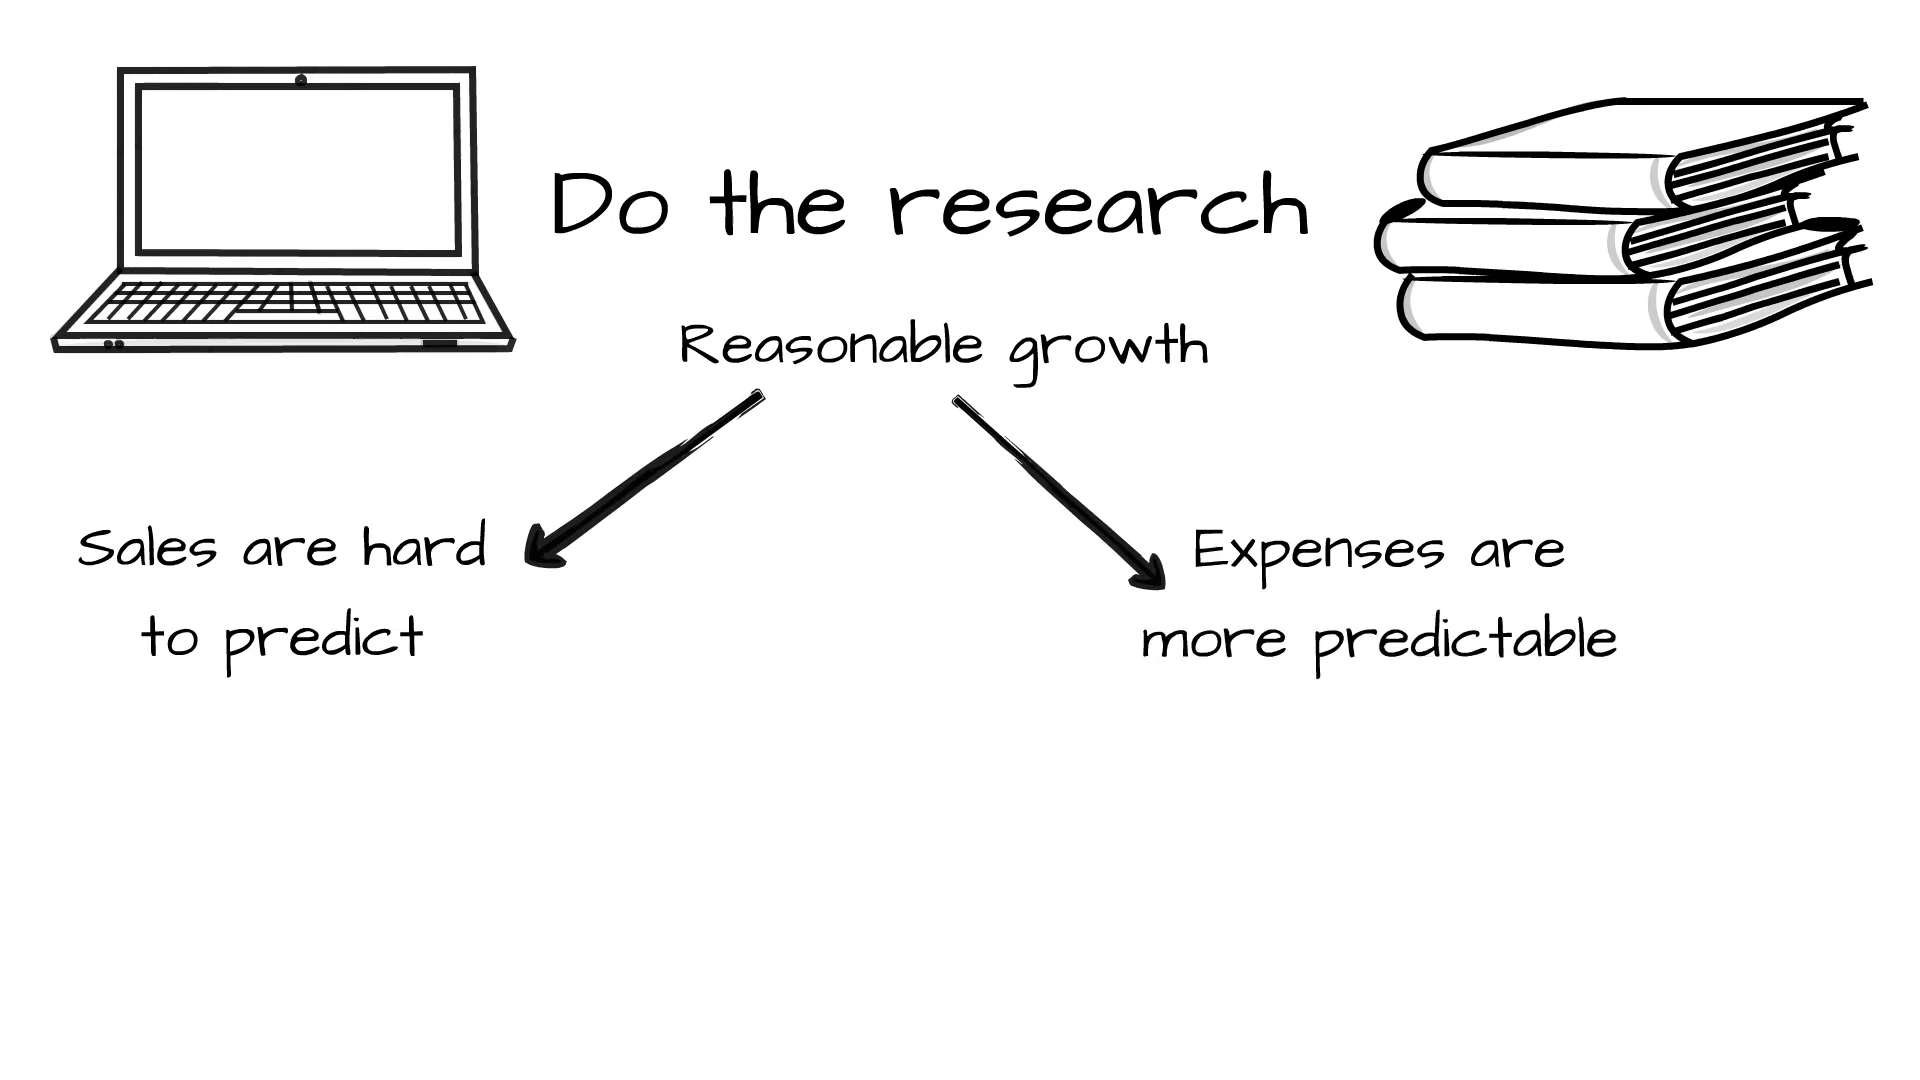 Do the research
Reasonable growth
Sales are hard
to predict
Expenses are
more predictable